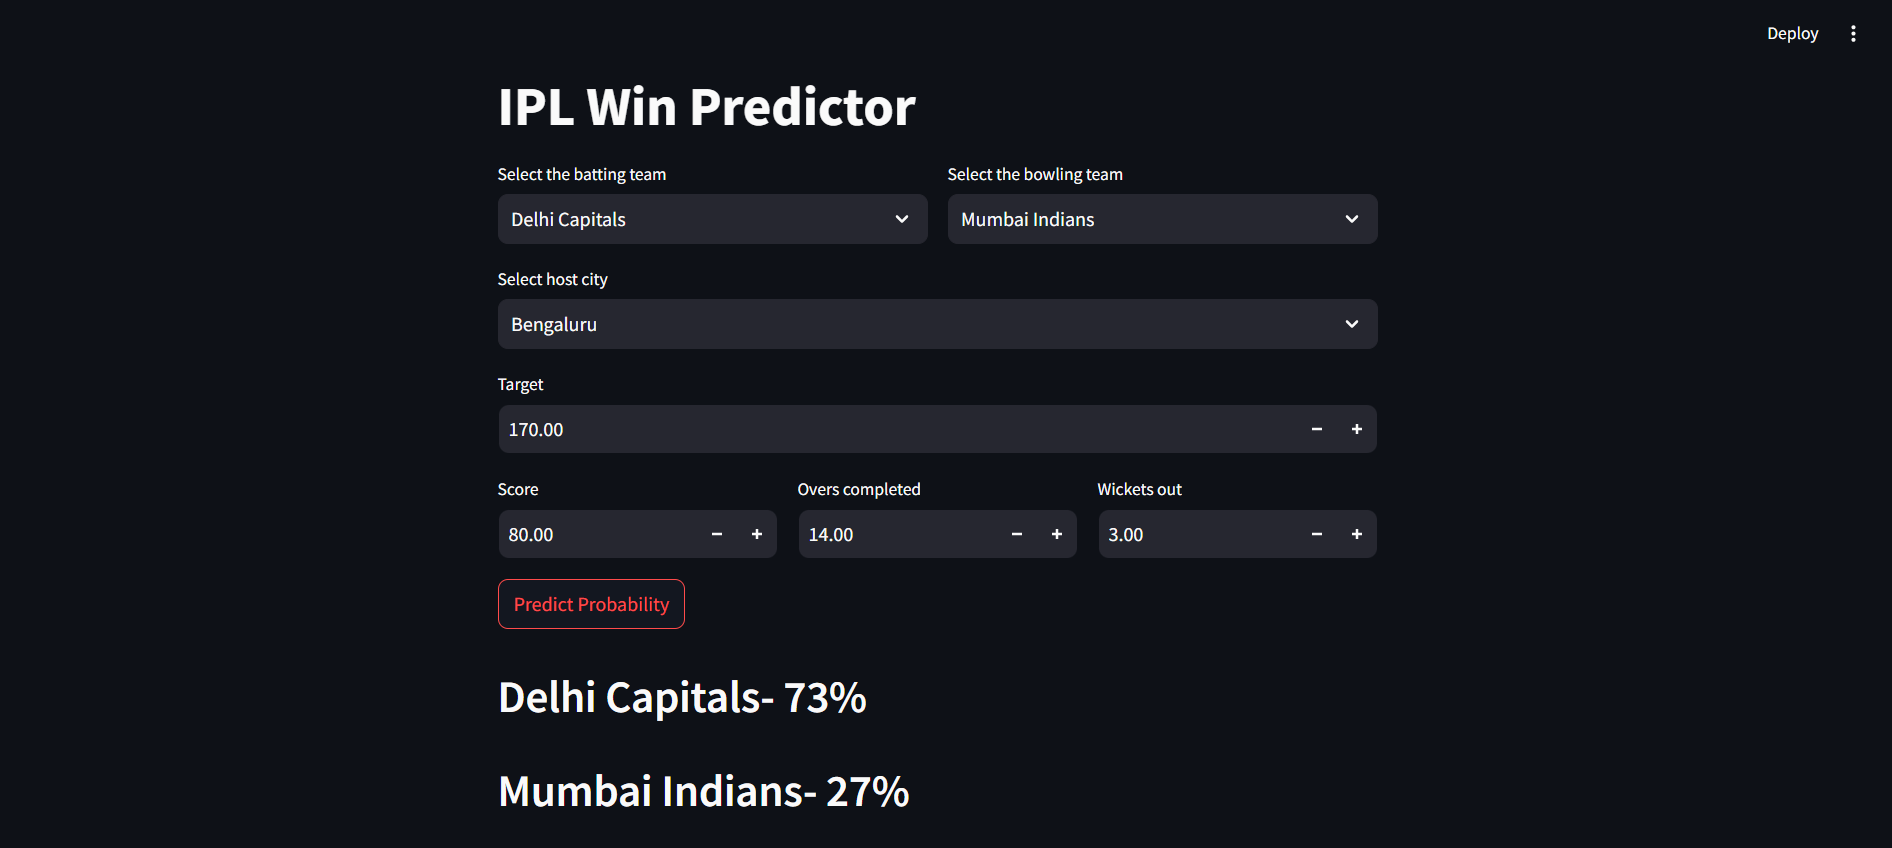 Deploy
IPL Win Predictor
Select the batting team
Select the bowling team
Delhi Capitals
Mumbai Indians
Select host city
Bengaluru
Target
170.00
Score
Overs completed
Wickets out
80.00
14.00
3.00
Predict Probability
Delhi Capitals- 73%
Mumbai Indians- 27%